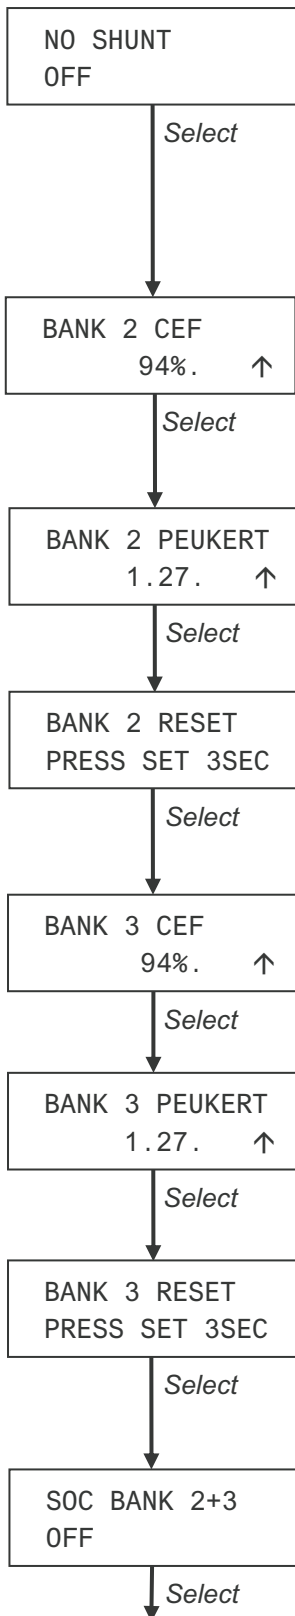 NO SHUNT
OFF
Select
BANK 2 CEF
94%. ↑
Select
BANK 2 PEUKERT
1.27. ↑
Select
BANK 2 RESET
PRESS SET 3SEC
Select
BANK 3 CEF
94%. ↑
Select
BANK 3 PEUKERT
1.27. ↑
Select
BANK 3 RESET
PRESS SET 3SEC
Select
SOC BANK 2+3
OFF
Select